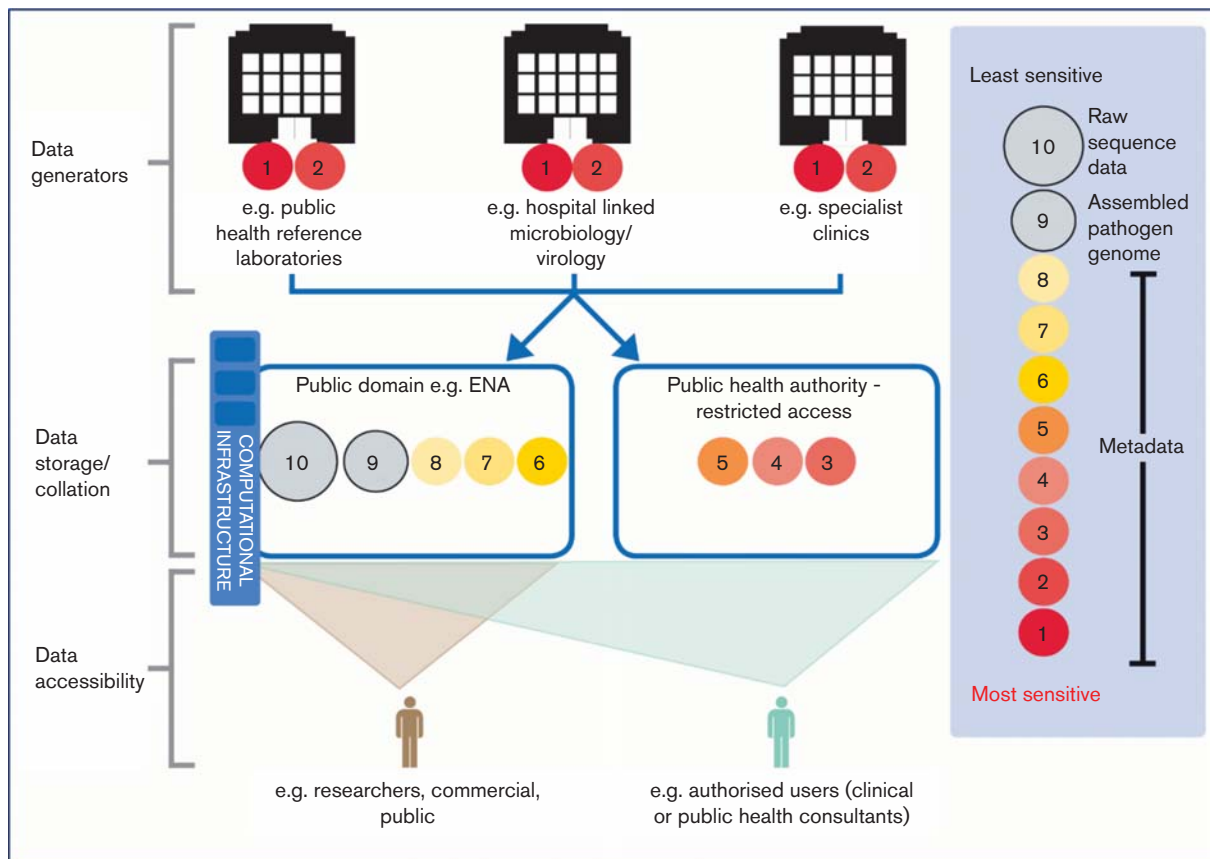 Data
generators
1 2
e.g. public
health reference
laboratories
1 2
e.g. hospital linked
microbiology/
virology
1 2
e.g. specialist
clinics
Data
storage/
collation
COMPUTATIONAL
INFRASTRUCTURE
Public domain e.g. ENA
10 9 8 7 6
Public health authority -
restricted access
5 4 3
Data
accessibility
e.g. researchers, commercial,
public
e.g. authorised users (clinical
or public health consultants)
Least sensitive
10
Raw
sequence
data
9
Assembled
pathogen
genome
8
7
6
5
4
3
2
1
Metadata
Most sensitive